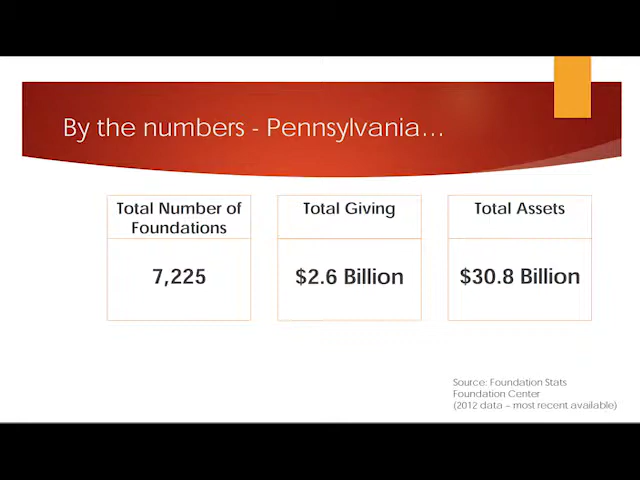 By the numbers - Pennsylvania…
Total Number of
Foundations
7,225
Total Giving
$2.6 Billion
Total Assets
$30.8 Billion
Source: Foundation Stats
Foundation Center
(2012 data – most recent available)